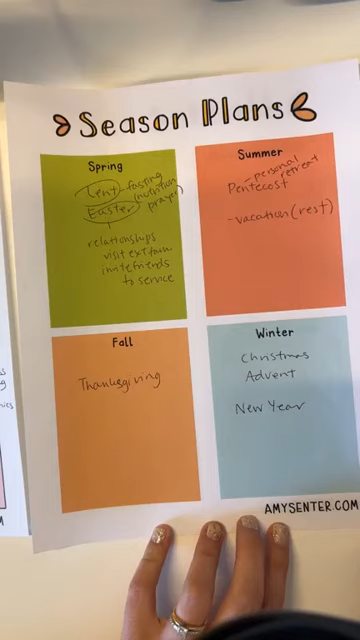 Season Plans
Spring
Lent - fasting
(nutrition
prayer)
Easter
relationships
visit ext fam.
invite friends
to service
Summer
- personal
retreat
Pentecost
- vacation (rest)
Fall
Thanksgiving
Winter
Christmas
Advent
New Year
AMYSENTER.COM